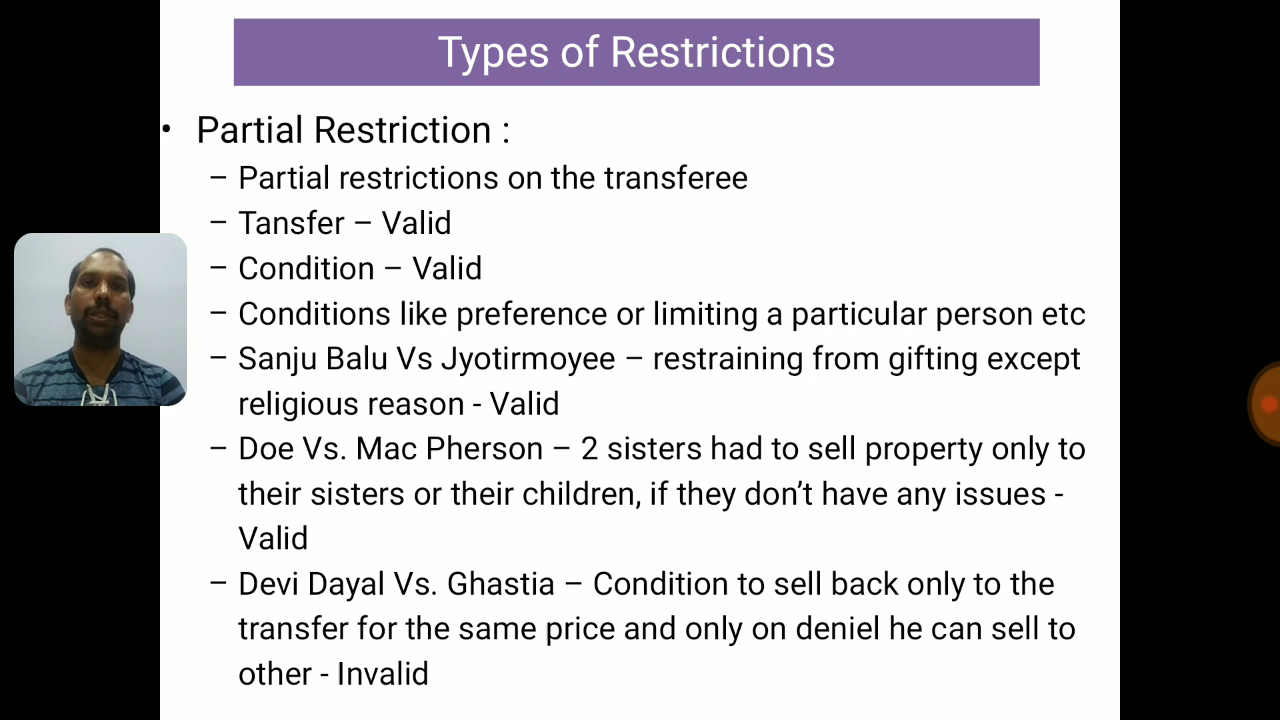 Types of Restrictions
• Partial Restriction :
– Partial restrictions on the transferee
– Tansfer – Valid
– Condition – Valid
– Conditions like preference or limiting a particular person etc
– Sanju Balu Vs Jyotirmoyee – restraining from gifting except
religious reason - Valid
– Doe Vs. Mac Pherson – 2 sisters had to sell property only to
their sisters or their children, if they don’t have any issues -
Valid
– Devi Dayal Vs. Ghastia – Condition to sell back only to the
transfer for the same price and only on deniel he can sell to
other - Invalid